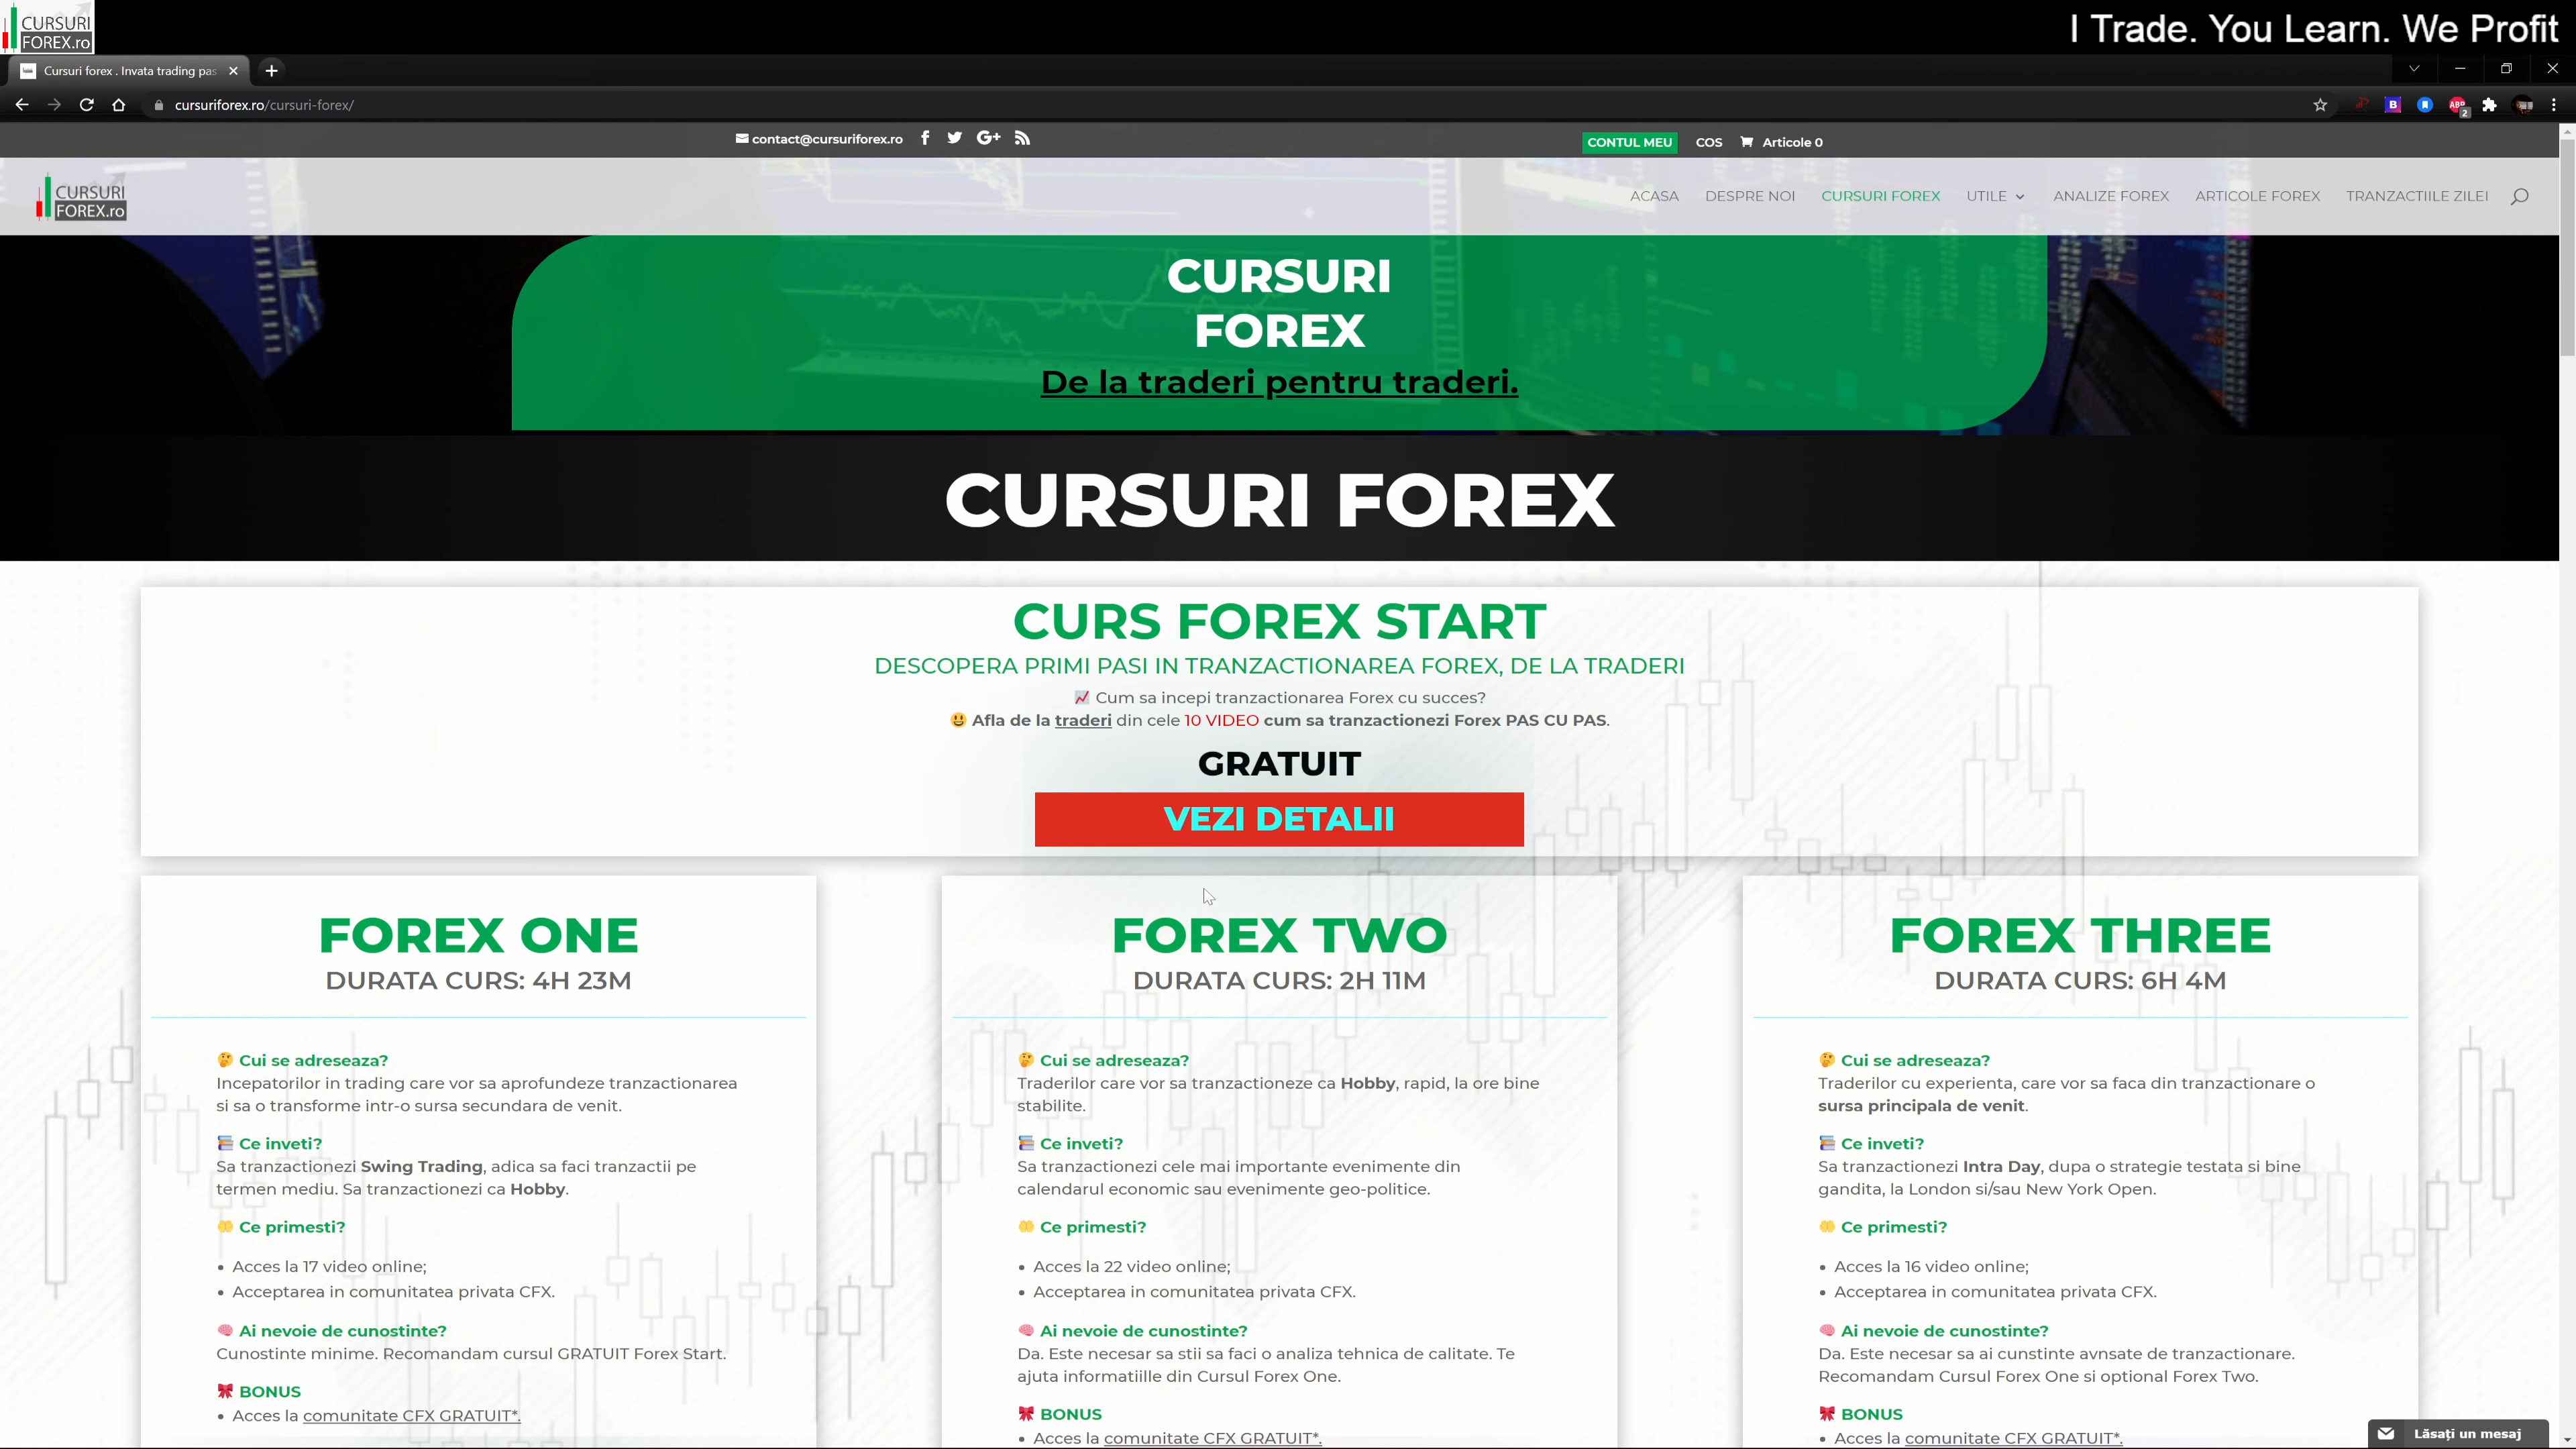 CURSURI
FOREX.ro
I Trade. You Learn. We Profit
Cursuri forex . Invata trading pas
cursuriforex.ro/cursuri-forex/
B
ABP
2
contact@cursuriforex.ro
G+
CONTUL MEU
COS
Articole 0
CURSURI
FOREX.ro
ACASA
DESPRE NOI
CURSURI FOREX
UTILE
ANALIZE FOREX
ARTICOLE FOREX
TRANZACTIILE ZILEI
CURSURI
FOREX
De la traderi pentru traderi.
CURSURI FOREX
CURS FOREX START
DESCOPERA PRIMI PASI IN TRANZACTIONAREA FOREX, DE LA TRADERI
📈 Cum sa incepi tranzactionarea Forex cu succes?
😃 Afla de la traderi din cele 10 VIDEO cum sa tranzactionezi Forex PAS CU PAS.
GRATUIT
VEZI DETALII
FOREX ONE
DURATA CURS: 4H 23M
🤔 Cui se adreseaza?
Incepatorilor in trading care vor sa aprofundeze tranzactionarea
si sa o transforme intr-o sursa secundara de venit.
📚 Ce inveti?
Sa tranzactionezi Swing Trading, adica sa faci tranzactii pe
termen mediu. Sa tranzactionezi ca Hobby.
🤲 Ce primesti?
• Acces la 17 video online;
• Acceptarea in comunitatea privata CFX.
🧠 Ai nevoie de cunostinte?
Cunostinte minime. Recomandam cursul GRATUIT Forex Start.
🎀 BONUS
• Acces la comunitate CFX GRATUIT*.
FOREX TWO
DURATA CURS: 2H 11M
🤔 Cui se adreseaza?
Traderilor care vor sa tranzactioneze ca Hobby, rapid, la ore bine
stabilite.
📚 Ce inveti?
Sa tranzactionezi cele mai importante evenimente din
calendarul economic sau evenimente geo-politice.
🤲 Ce primesti?
• Acces la 22 video online;
• Acceptarea in comunitatea privata CFX.
🧠 Ai nevoie de cunostinte?
Da. Este necesar sa stii sa faci o analiza tehnica de calitate. Te
ajuta informatiille din Cursul Forex One.
🎀 BONUS
• Acces la comunitate CFX GRATUIT*.
FOREX THREE
DURATA CURS: 6H 4M
🤔 Cui se adreseaza?
Traderilor cu experienta, care vor sa faca din tranzactionare o
sursa principala de venit.
📚 Ce inveti?
Sa tranzactionezi Intra Day, dupa o strategie testata si bine
gandita, la London si/sau New York Open.
🤲 Ce primesti?
• Acces la 16 video online;
• Acceptarea in comunitatea privata CFX.
🧠 Ai nevoie de cunostinte?
Da. Este necesar sa ai cunstinte avnsate de tranzactionare.
Recomandam Cursul Forex One si optional Forex Two.
🎀 BONUS
• Acces la comunitate CFX GRATUIT*.
Lăsați un mesaj